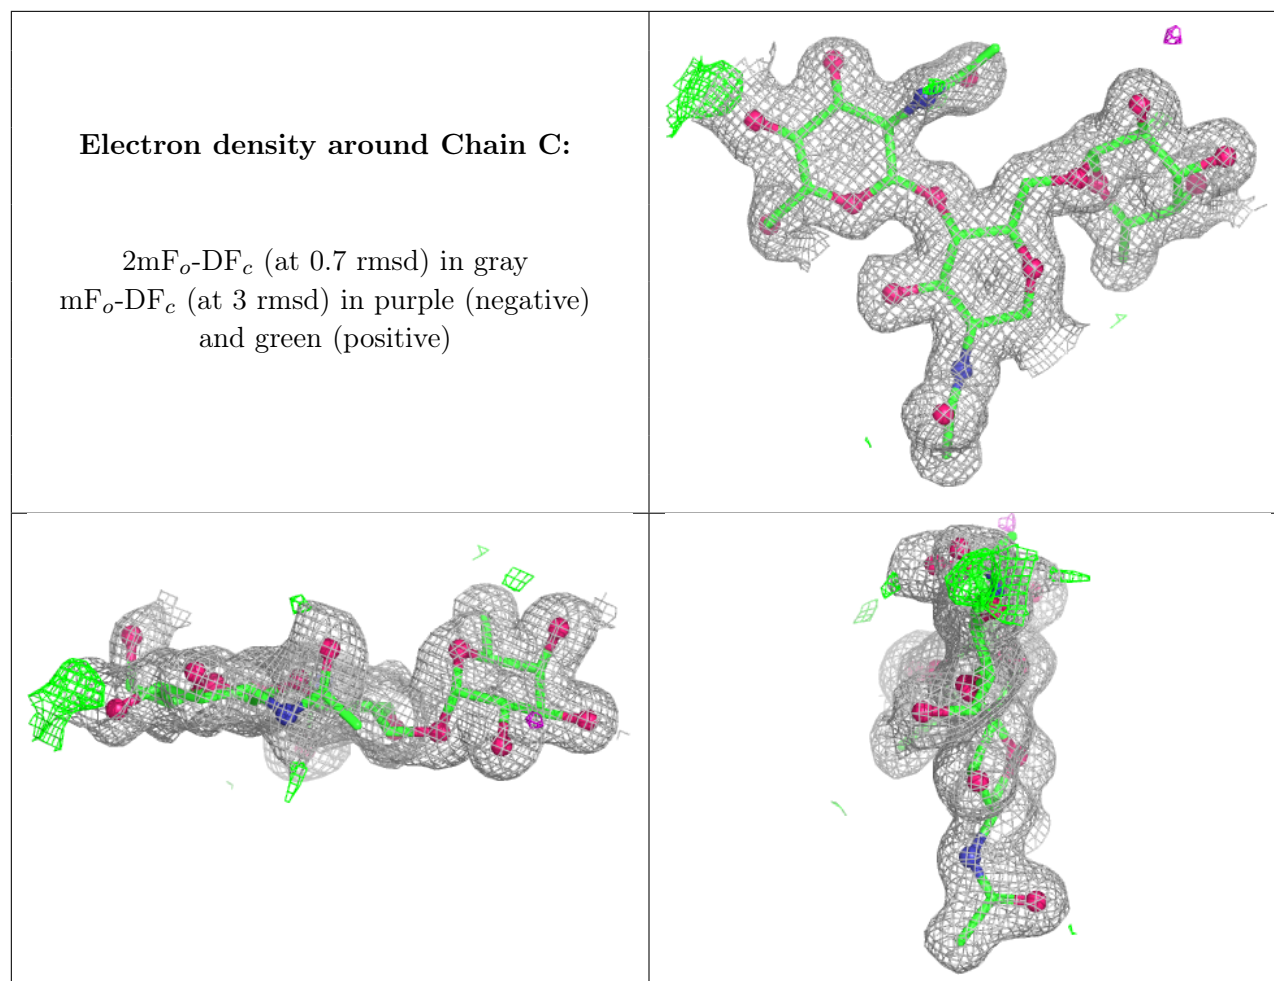 Electron density around Chain C:
2mFo-DFc (at 0.7 rmsd) in gray
mFo-DFc (at 3 rmsd) in purple (negative)
and green (positive)